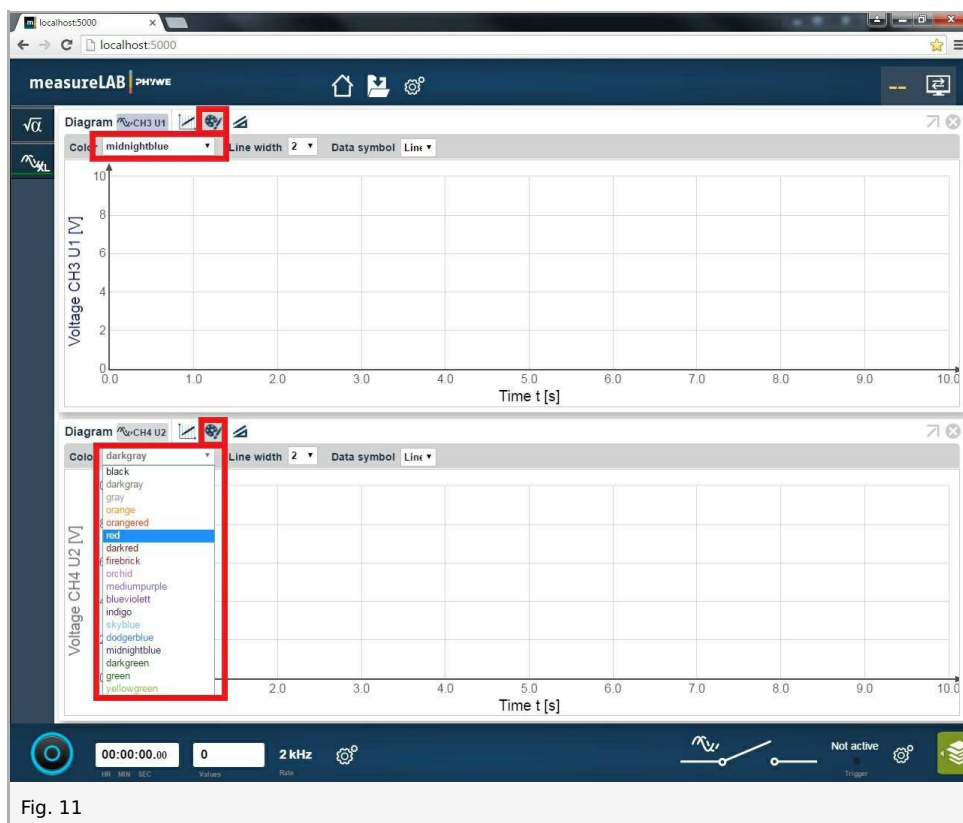 localhost:5000
localhost:5000
measureLAB PHYWE
--
√α
XL
Diagram CH3 U1
Color midnightblue Line width 2 Data symbol Line
Voltage CH3 U1 [V]
10
8
6
4
2
0
0.0 1.0 2.0 3.0 4.0 5.0 6.0 7.0 8.0 9.0 10.0
Time t [s]
Diagram CH4 U2
Color darkgray Line width 2 Data symbol Line
black
darkgray
gray
orange
orangered
red
darkred
firebrick
orchid
mediumpurple
blueviolett
indigo
skyblue
dodgerblue
midnightblue
darkgreen
green
yellowgreen
Voltage CH4 U2 [V]
2.0 3.0 4.0 5.0 6.0 7.0 8.0 9.0 10.0
Time t [s]
00:00:00.00 0 2 kHz
HR MIN SEC Values Rate
Not active
Trigger
Fig. 11